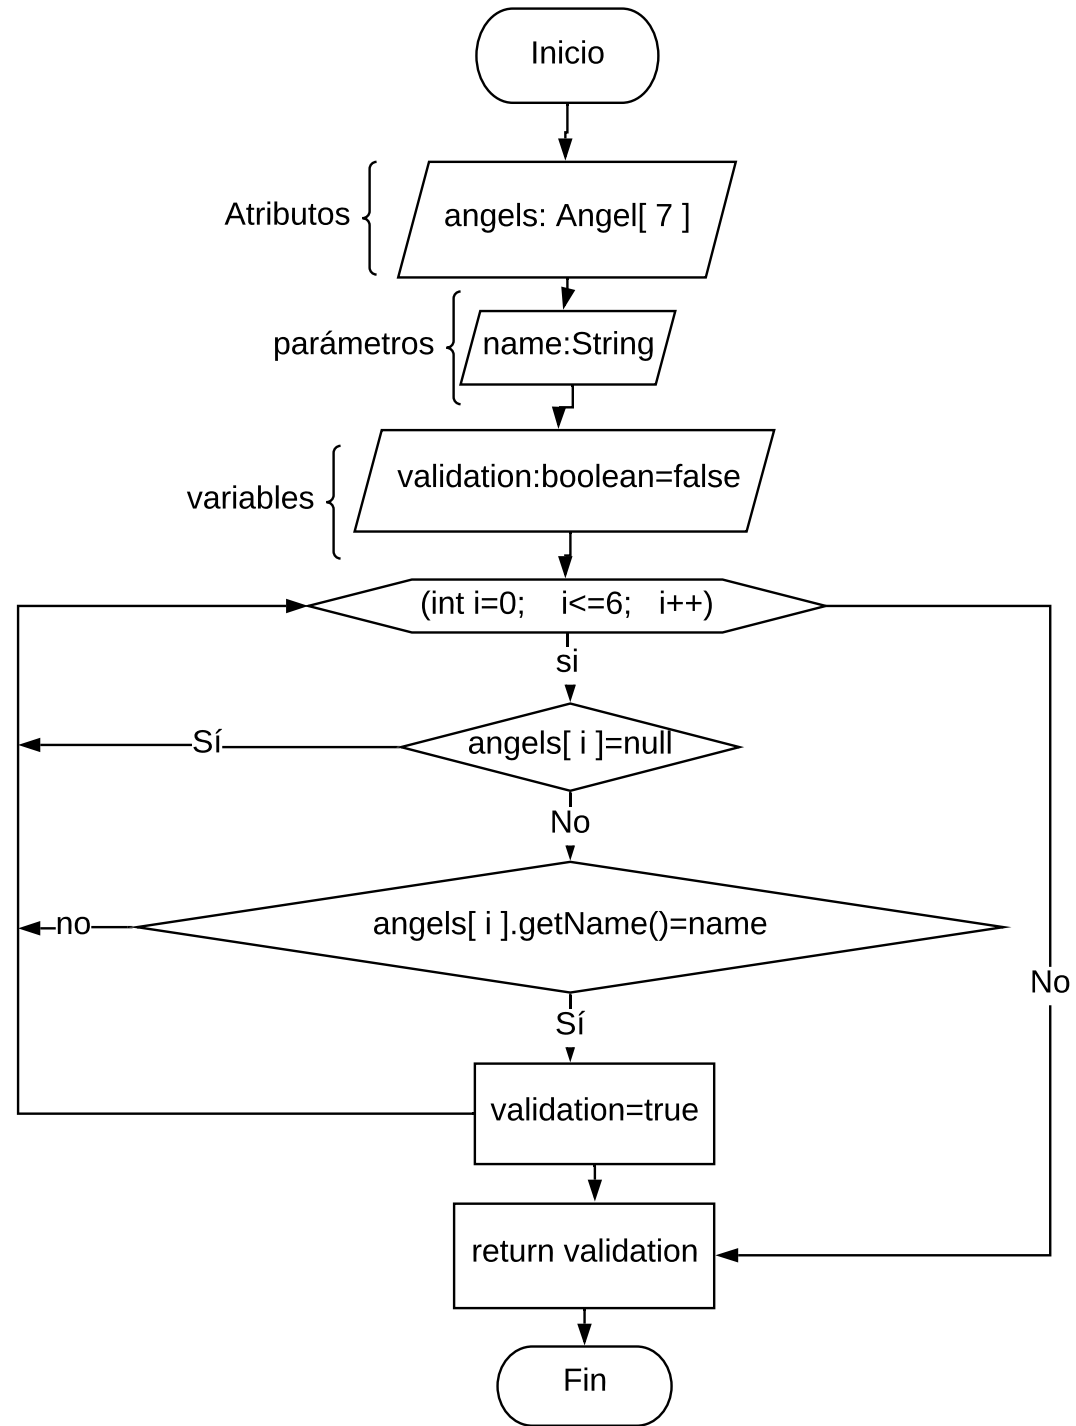 Inicio
Atributos
angels: Angel[ 7 ]
parámetros
name:String
variables
validation:boolean=false
(int i=0; i<=6; i++)
si
angels[ i ]=null
Sí
No
angels[ i ].getName()=name
no
No
Sí
validation=true
return validation
Fin